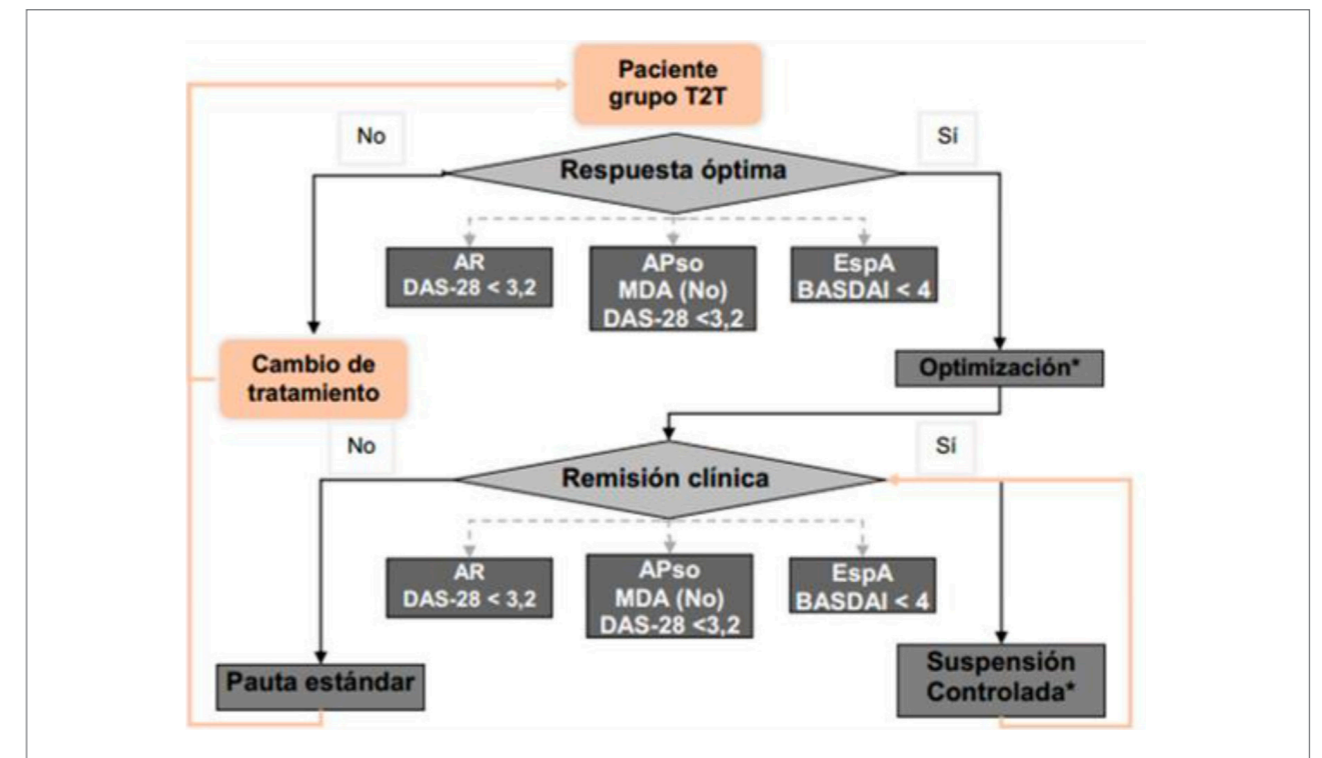 Paciente
grupo T2T
No
Sí
Respuesta óptima
AR
DAS-28 < 3,2
APso
MDA (No)
DAS-28 <3,2
EspA
BASDAI < 4
Cambio de
tratamiento
Optimización*
No
Sí
Remisión clínica
AR
DAS-28 < 3,2
APso
MDA (No)
DAS-28 <3,2
EspA
BASDAI < 4
Pauta estándar
Suspensión
Controlada*